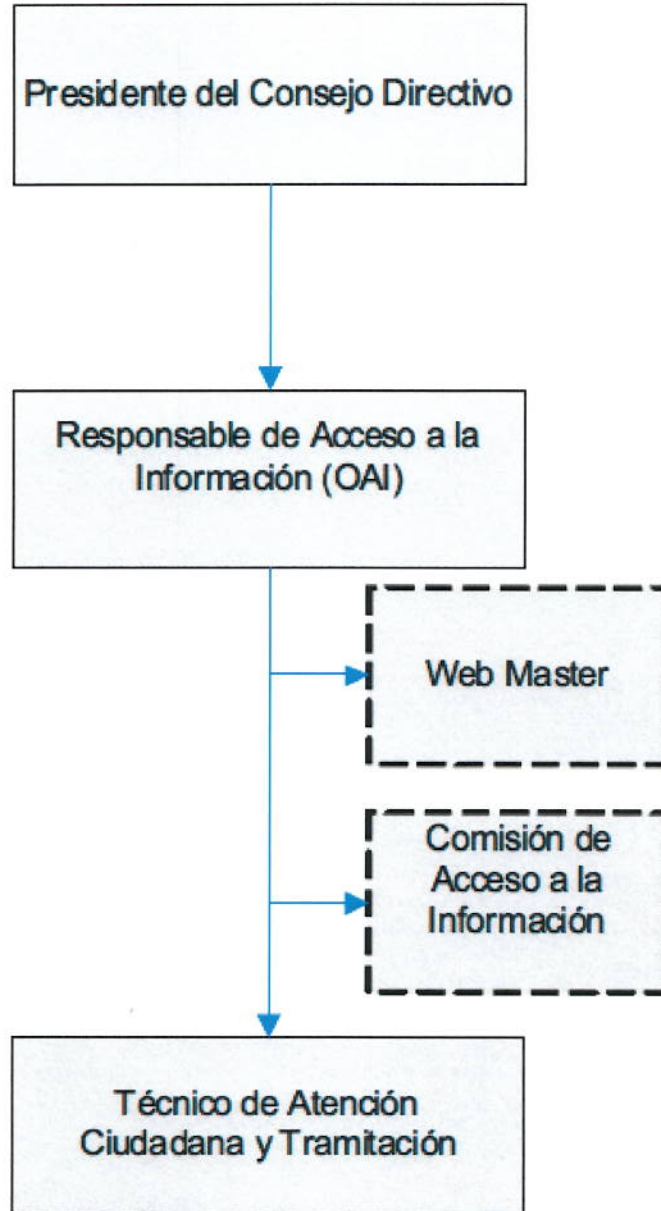 Presidente del Consejo Directivo
Responsable de Acceso a la
Información (OAI)
Web Master
Comisión de
Acceso a la
Información
Técnico de Atención
Ciudadana y Tramitación